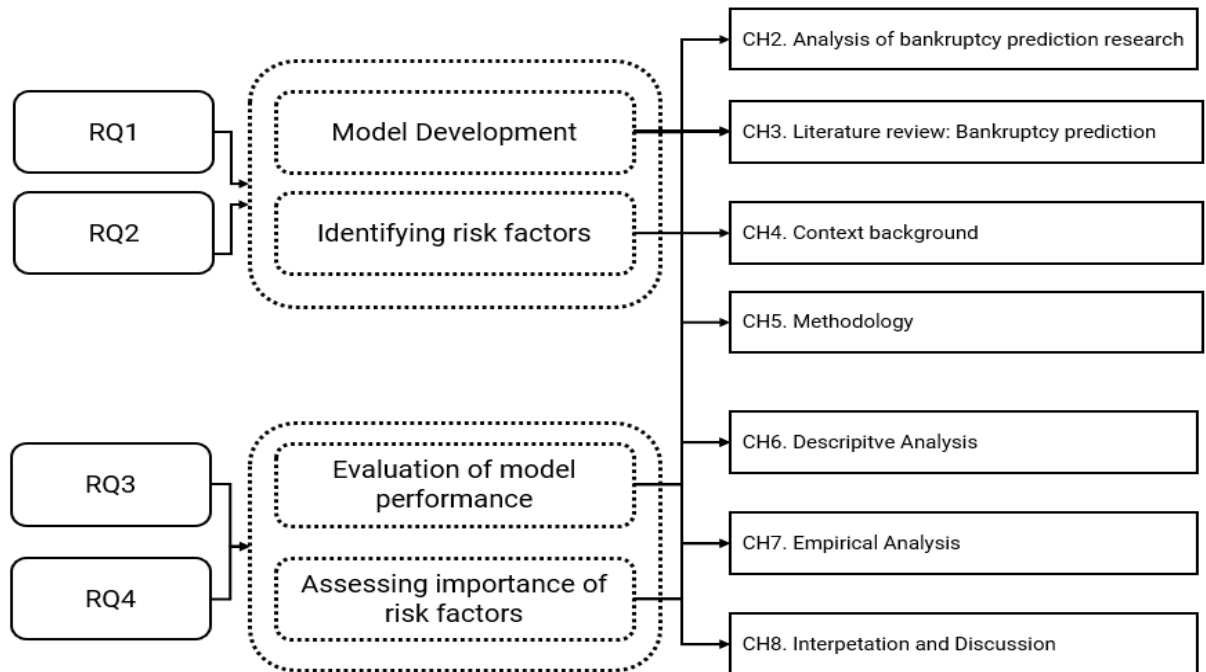 RQ1
RQ2
RQ3
RQ4
Model Development
Identifying risk factors
Evaluation of model
performance
Assessing importance of
risk factors
CH2. Analysis of bankruptcy prediction research
CH3. Literature review: Bankruptcy prediction
CH4. Context background
CH5. Methodology
CH6. Descripitve Analysis
CH7. Empirical Analysis
CH8. Interpetation and Discussion